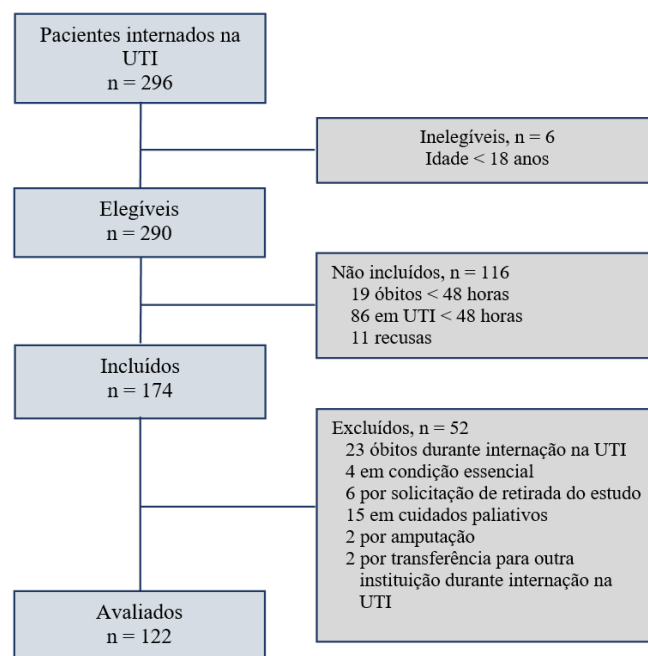 Pacientes internados na
UTI
n = 296
Inelegíveis, n = 6
Idade < 18 anos
Elegíveis
n = 290
Não incluídos, n = 116
19 óbitos < 48 horas
86 em UTI < 48 horas
11 recusas
Incluídos
n = 174
Excluídos, n = 52
23 óbitos durante internação na UTI
4 em condição essencial
6 por solicitação de retirada do estudo
15 em cuidados paliativos
2 por amputação
2 por transferência para outra
instituição durante internação na
UTI
Avaliados
n = 122